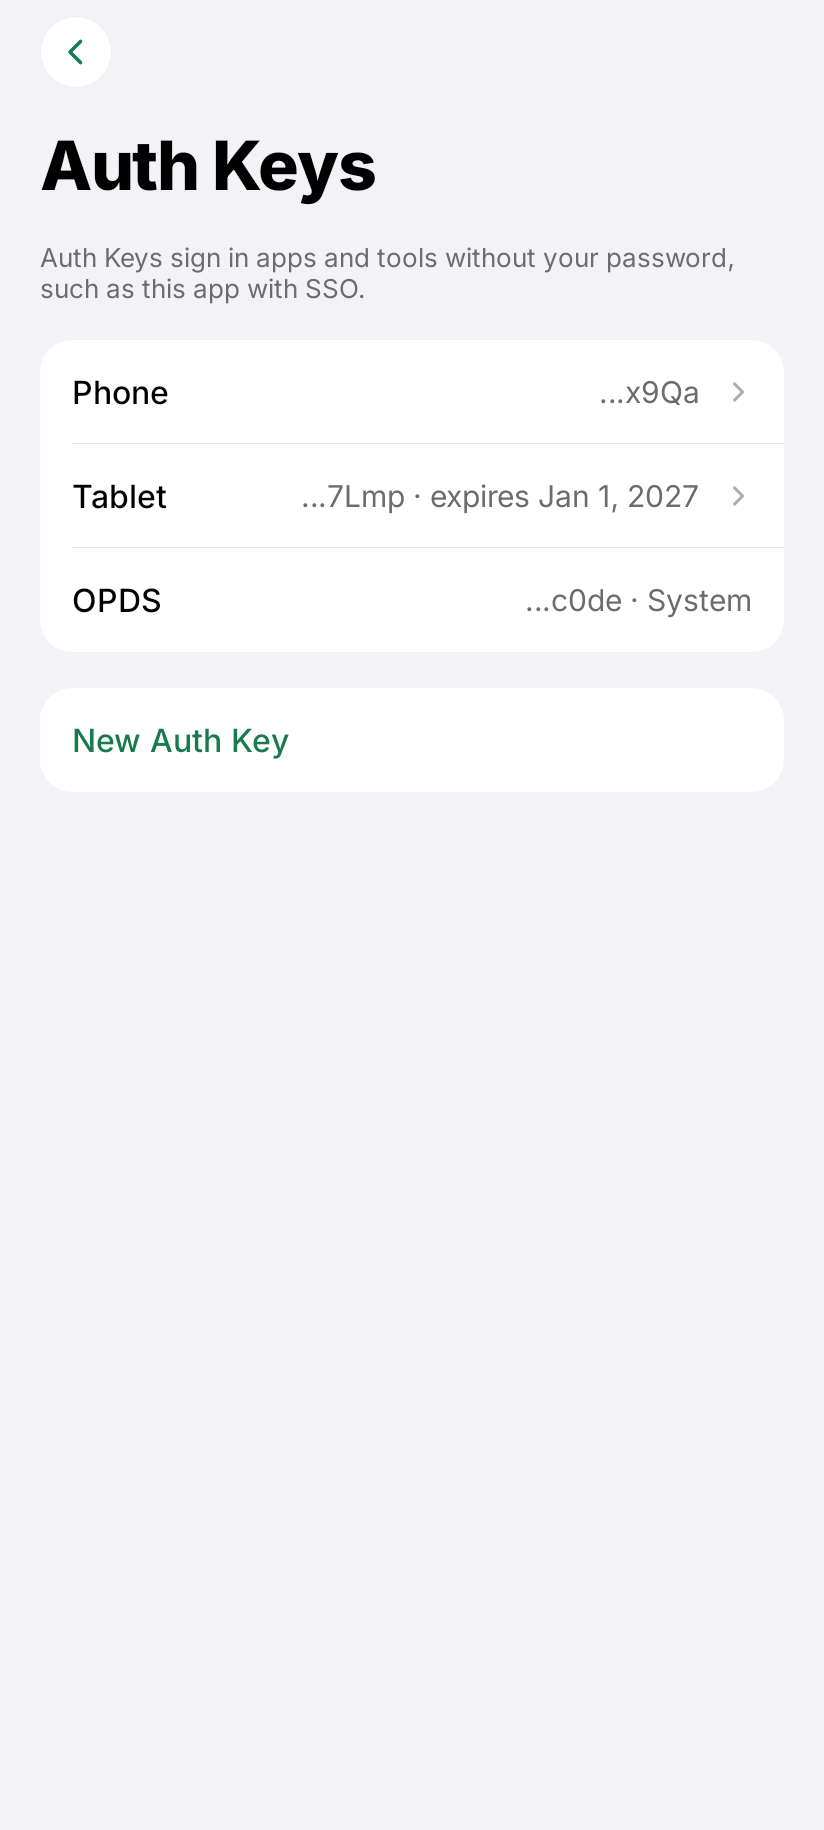 Auth Keys
Auth Keys sign in apps and tools without your password,
such as this app with SSO.
Phone ...x9Qa
Tablet ...7Lmp · expires Jan 1, 2027
OPDS ...c0de · System
New Auth Key